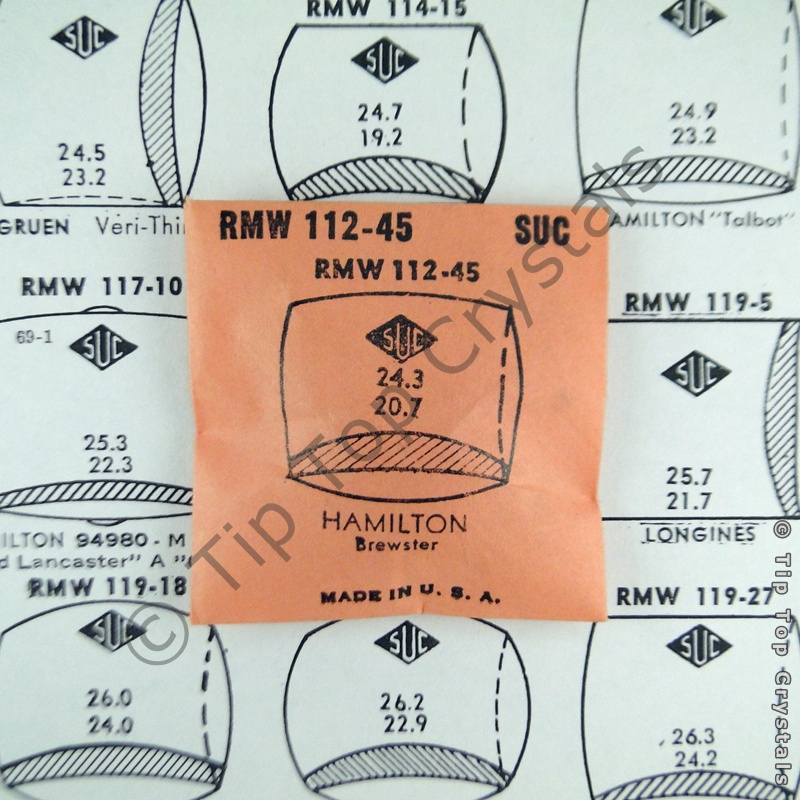 RMW 114-15
SUC
24.5
23.2
GRUEN Veri-Thi
SUC
24.7
19.2
SUC
24.9
23.2
AMILTON "Talbot"
RMW 112-45 SUC
RMW 112-45
SUC
24.3
20.7
HAMILTON
Brewster
MADE IN U. S. A.
RMW 117-10
69-1
SUC
25.3
22.3
ILTON 94980 - M
d Lancaster" A "
RMW 119-5
SUC
25.7
21.7
LONGINES
RMW 119-18
SUC
26.0
24.0
SUC
26.2
22.9
RMW 119-27
SUC
26.3
24.2
© Tip Top Crystals
© Tip Top Crystals